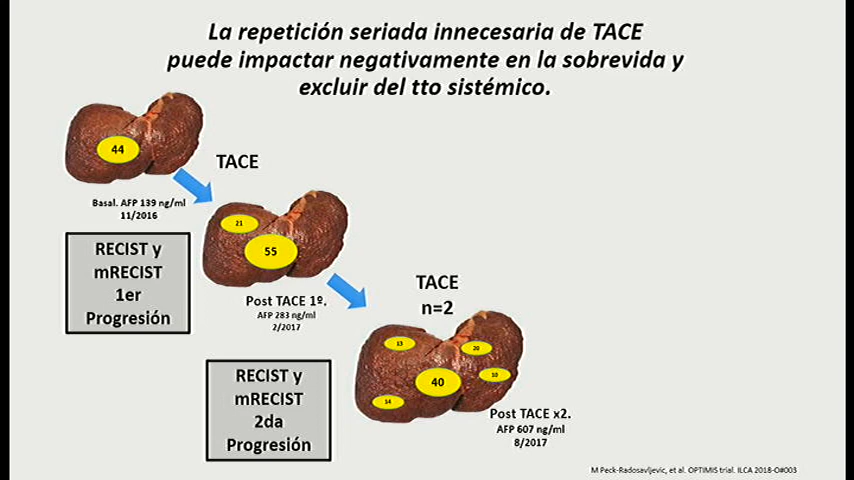 La repetición seriada innecesaria de TACE
puede impactar negativamente en la sobrevida y
excluir del tto sistémico.
44
TACE
Basal. AFP 139 ng/ml
11/2016
21
55
RECIST y
mRECIST
1er
Progresión
Post TACE 1º.
AFP 283 ng/ml
2/2017
TACE
n=2
13
20
40
10
14
RECIST y
mRECIST
2da
Progresión
Post TACE x2.
AFP 607 ng/ml
8/2017
M Peck-Radosavljevic, et al. OPTIMIS trial. ILCA 2018-O#003